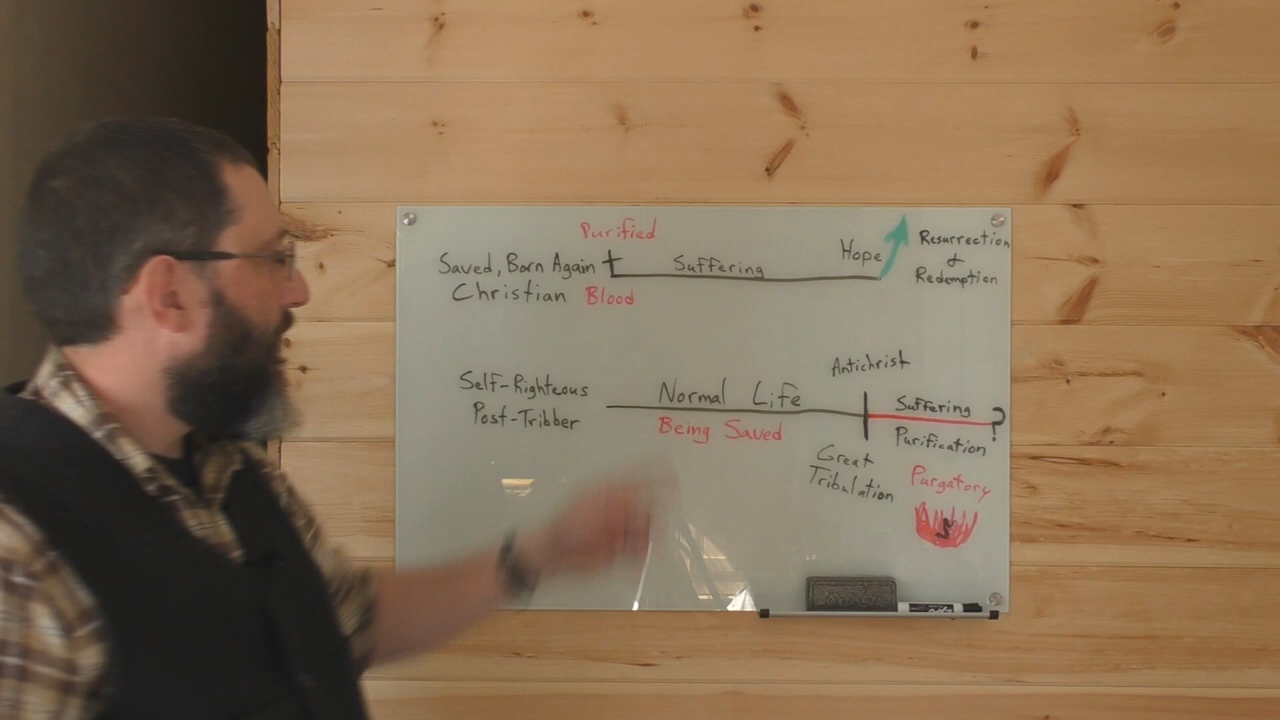 Purified
Saved, Born Again
Christian Blood
Suffering
Hope
Resurrection
&
Redemption
Self-Righteous
Post-Tribber
Normal Life
Being Saved
Antichrist
Great
Tribulation
Suffering ?
Purification
Purgatory